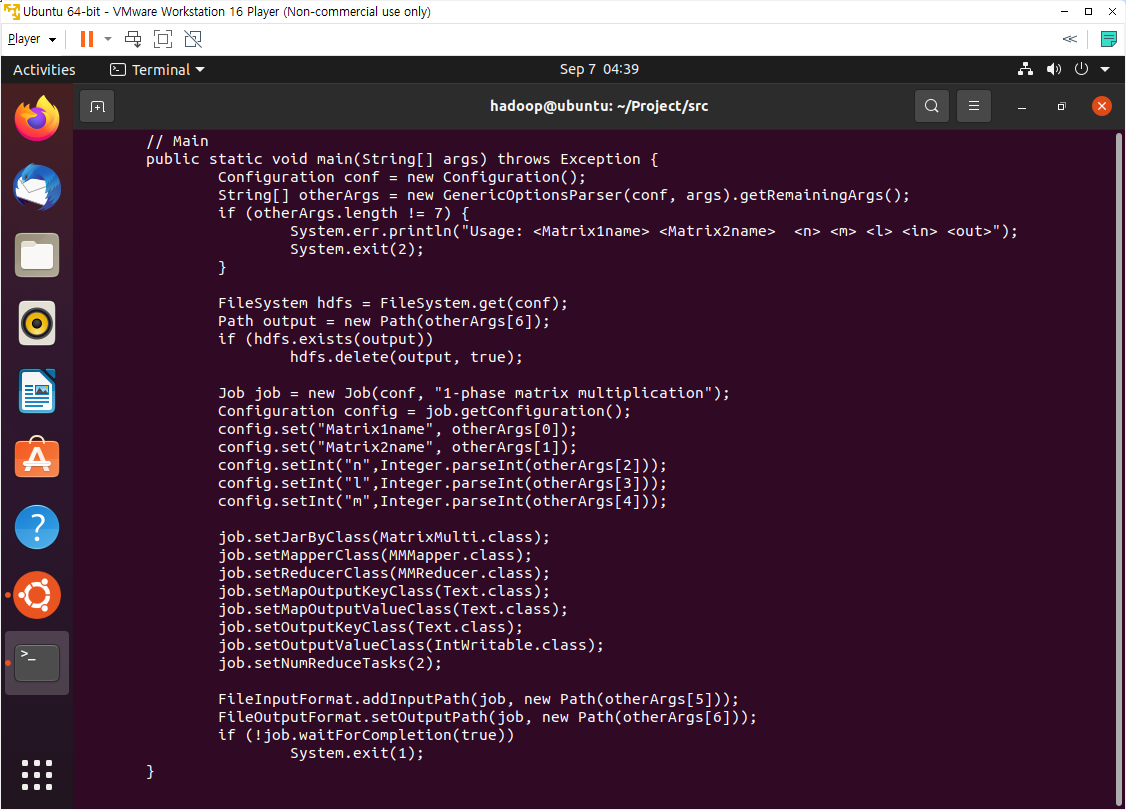 Ubuntu 64-bit - VMware Workstation 16 Player (Non-commercial use only)
Player
Activities
Terminal
Sep 7 04:39
hadoop@ubuntu: ~/Project/src
// Main
public static void main(String[] args) throws Exception {
Configuration conf = new Configuration();
String[] otherArgs = new GenericOptionsParser(conf, args).getRemainingArgs();
if (otherArgs.length != 7) {
System.err.println("Usage: <Matrix1name> <Matrix2name>  <n> <m> <l> <in> <out>");
System.exit(2);
}
FileSystem hdfs = FileSystem.get(conf);
Path output = new Path(otherArgs[6]);
if (hdfs.exists(output))
hdfs.delete(output, true);
Job job = new Job(conf, "1-phase matrix multiplication");
Configuration config = job.getConfiguration();
config.set("Matrix1name", otherArgs[0]);
config.set("Matrix2name", otherArgs[1]);
config.setInt("n",Integer.parseInt(otherArgs[2]));
config.setInt("l",Integer.parseInt(otherArgs[3]));
config.setInt("m",Integer.parseInt(otherArgs[4]));
job.setJarByClass(MatrixMulti.class);
job.setMapperClass(MMMapper.class);
job.setReducerClass(MMReducer.class);
job.setMapOutputKeyClass(Text.class);
job.setMapOutputValueClass(Text.class);
job.setOutputKeyClass(Text.class);
job.setOutputValueClass(IntWritable.class);
job.setNumReduceTasks(2);
FileInputFormat.addInputPath(job, new Path(otherArgs[5]));
FileOutputFormat.setOutputPath(job, new Path(otherArgs[6]));
if (!job.waitForCompletion(true))
System.exit(1);
}